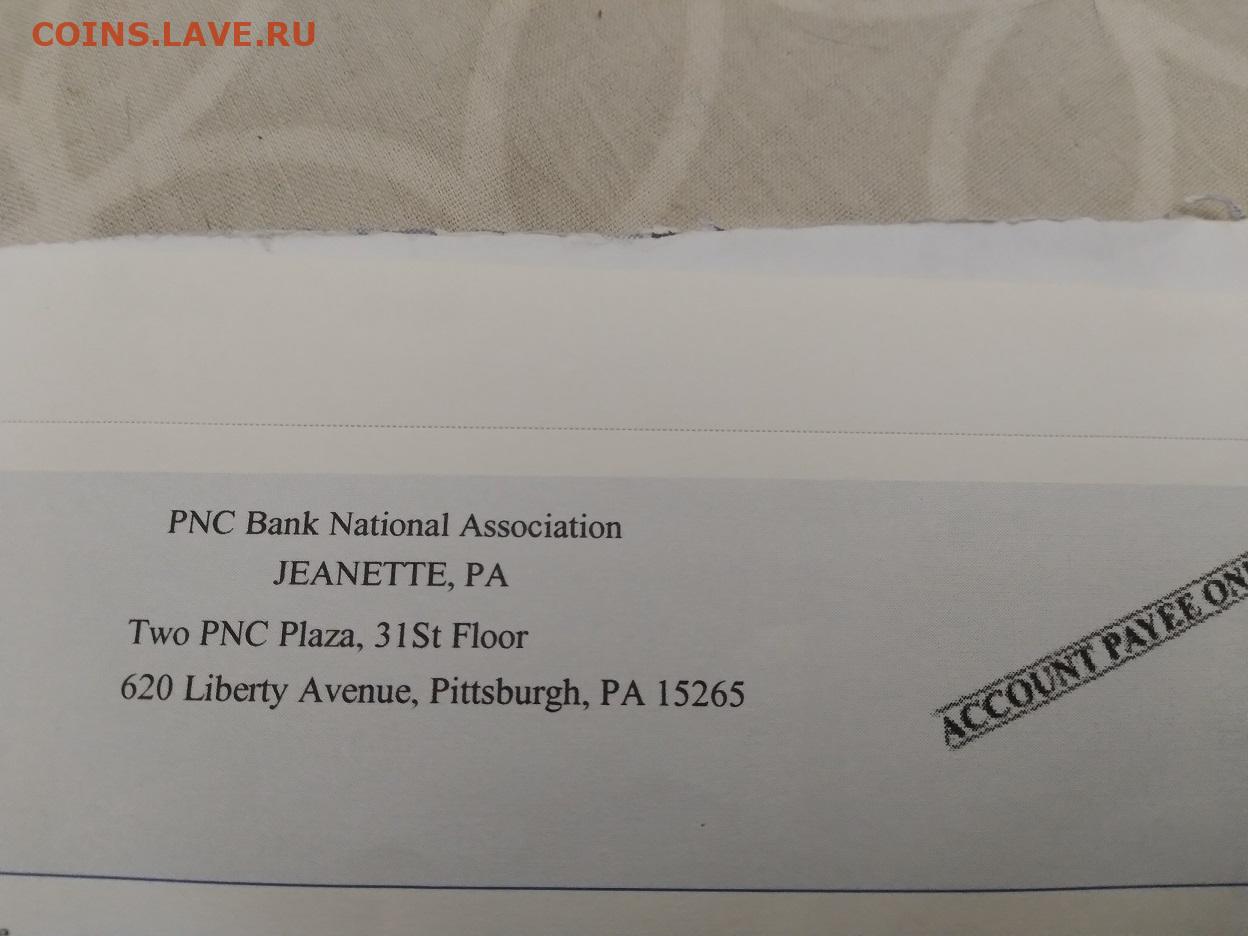 COINS.LAVE.RU
PNC Bank National Association
JEANETTE, PA
Two PNC Plaza, 31St Floor
620 Liberty Avenue, Pittsburgh, PA 15265
ACCOUNT PAYEE